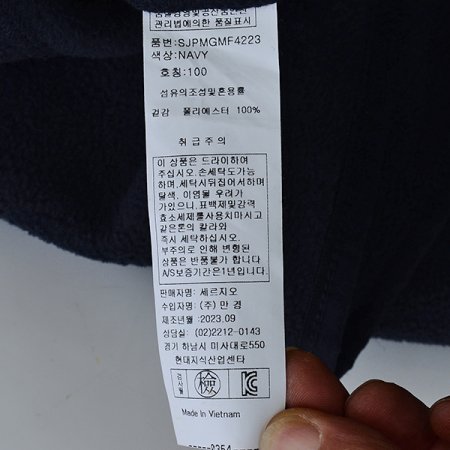 관리법에의한 품질표시
품번:SJPMGMF4223
색상:NAVY
호칭:100
섬유의조성및혼용률
겉감 폴리에스터 100%
취급주의
이 상품은 드라이하여
주십시오. 손세탁도가능
하며,세탁시뒤집어서하며
탈색, 이염될 우려가
가있으니, 표백제및강력
효소세제를사용치마시고
같은톤의 칼라와
즉시 세탁하십시오.
부주의로 인해 변형된
상품은 반품불가 합니다
A/S보증기간은1년입니다.
판매자명: 세르지오
수입자명: (주) 만 경
제조년월 : 2023.09
상담실: (02)2212-0143
경기 하남시 미사대로550
현대지식산업센타
검사필 檢 KC
Made In Vietnam